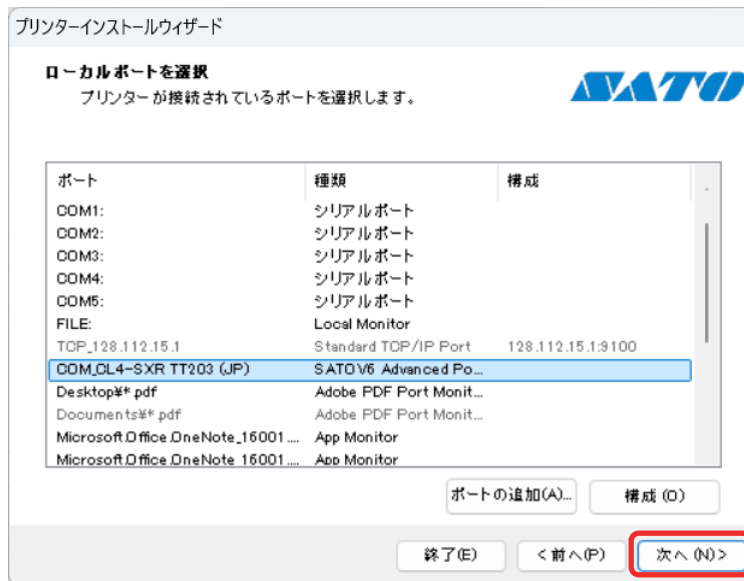 プリンターインストールウィザード
ローカルポートを選択
プリンターが接続されているポートを選択します。
SATO
ポート 種類 構成
COM1: シリアルポート
COM2: シリアルポート
COM3: シリアルポート
COM4: シリアルポート
COM5: シリアルポート
FILE: Local Monitor
TCP_128.112.15.1 Standard TCP/IP Port 128.112.15.1:9100
COM_CL4-SXR TT203 (JP) SATO V6 Advanced Po...
Desktop¥*.pdf Adobe PDF Port Monit...
Documents¥*.pdf Adobe PDF Port Monit...
Microsoft.Office.OneNote_16001.... App Monitor
Microsoft.Office.OneNote_16001.... App Monitor
ポートの追加(A)... 構成(O)
終了(E) <前へ(P) 次へ(N)>